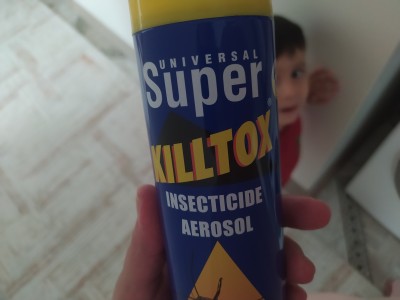 UNIVERSAL
Super
KILLTOX
INSECTICIDE
AEROSOL